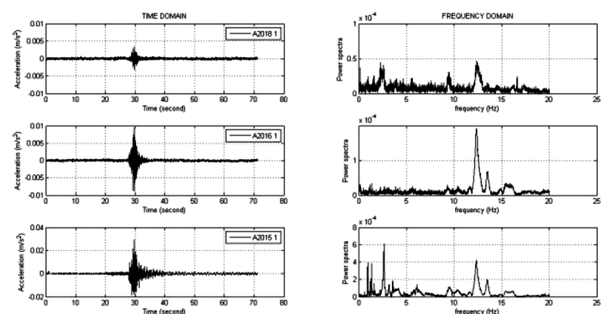 TIME DOMAIN
FREQUENCY DOMAIN
0.01
0.005
0
-0.005
-0.01
Acceleration (m/s²)
A2018 1
0 10 20 30 40 50 60 70 80
Time (second)
x 10⁻⁴
1
0.5
0
Power spectra
0 5 10 15 20 25
frequency (Hz)
0.01
0.005
0
-0.005
-0.01
Acceleration (m/s²)
A2016 1
0 10 20 30 40 50 60 70 80
Time (second)
x 10⁻⁴
1
0
Power spectra
0 5 10 15 20 25
frequency (Hz)
0.04
0.02
0
-0.02
Acceleration (m/s²)
A2015 1
0 10 20 30 40 50 60 70 80
Time (second)
x 10⁻⁴
8
6
4
2
0
Power spectra
0 5 10 15 20 25
frequency (Hz)